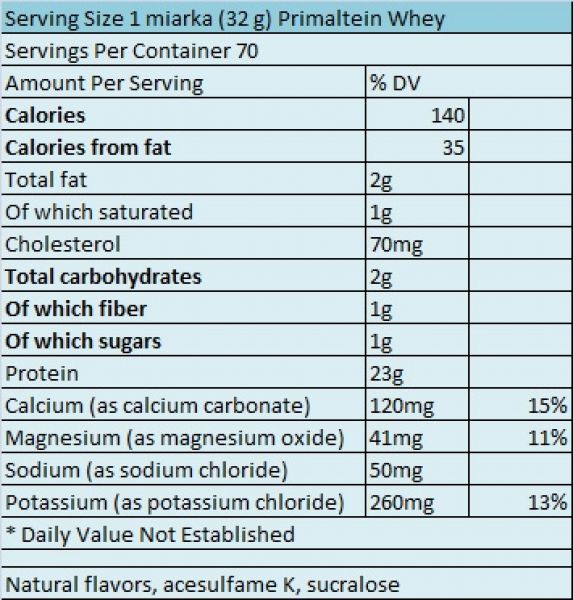 Serving Size 1 miarka (32 g) Primaltein Whey
Servings Per Container 70
Amount Per Serving % DV
Calories 140
Calories from fat 35
Total fat 2g
Of which saturated 1g
Cholesterol 70mg
Total carbohydrates 2g
Of which fiber 1g
Of which sugars 1g
Protein 23g
Calcium (as calcium carbonate) 120mg 15%
Magnesium (as magnesium oxide) 41mg 11%
Sodium (as sodium chloride) 50mg
Potassium (as potassium chloride) 260mg 13%
* Daily Value Not Established
Natural flavors, acesulfame K, sucralose